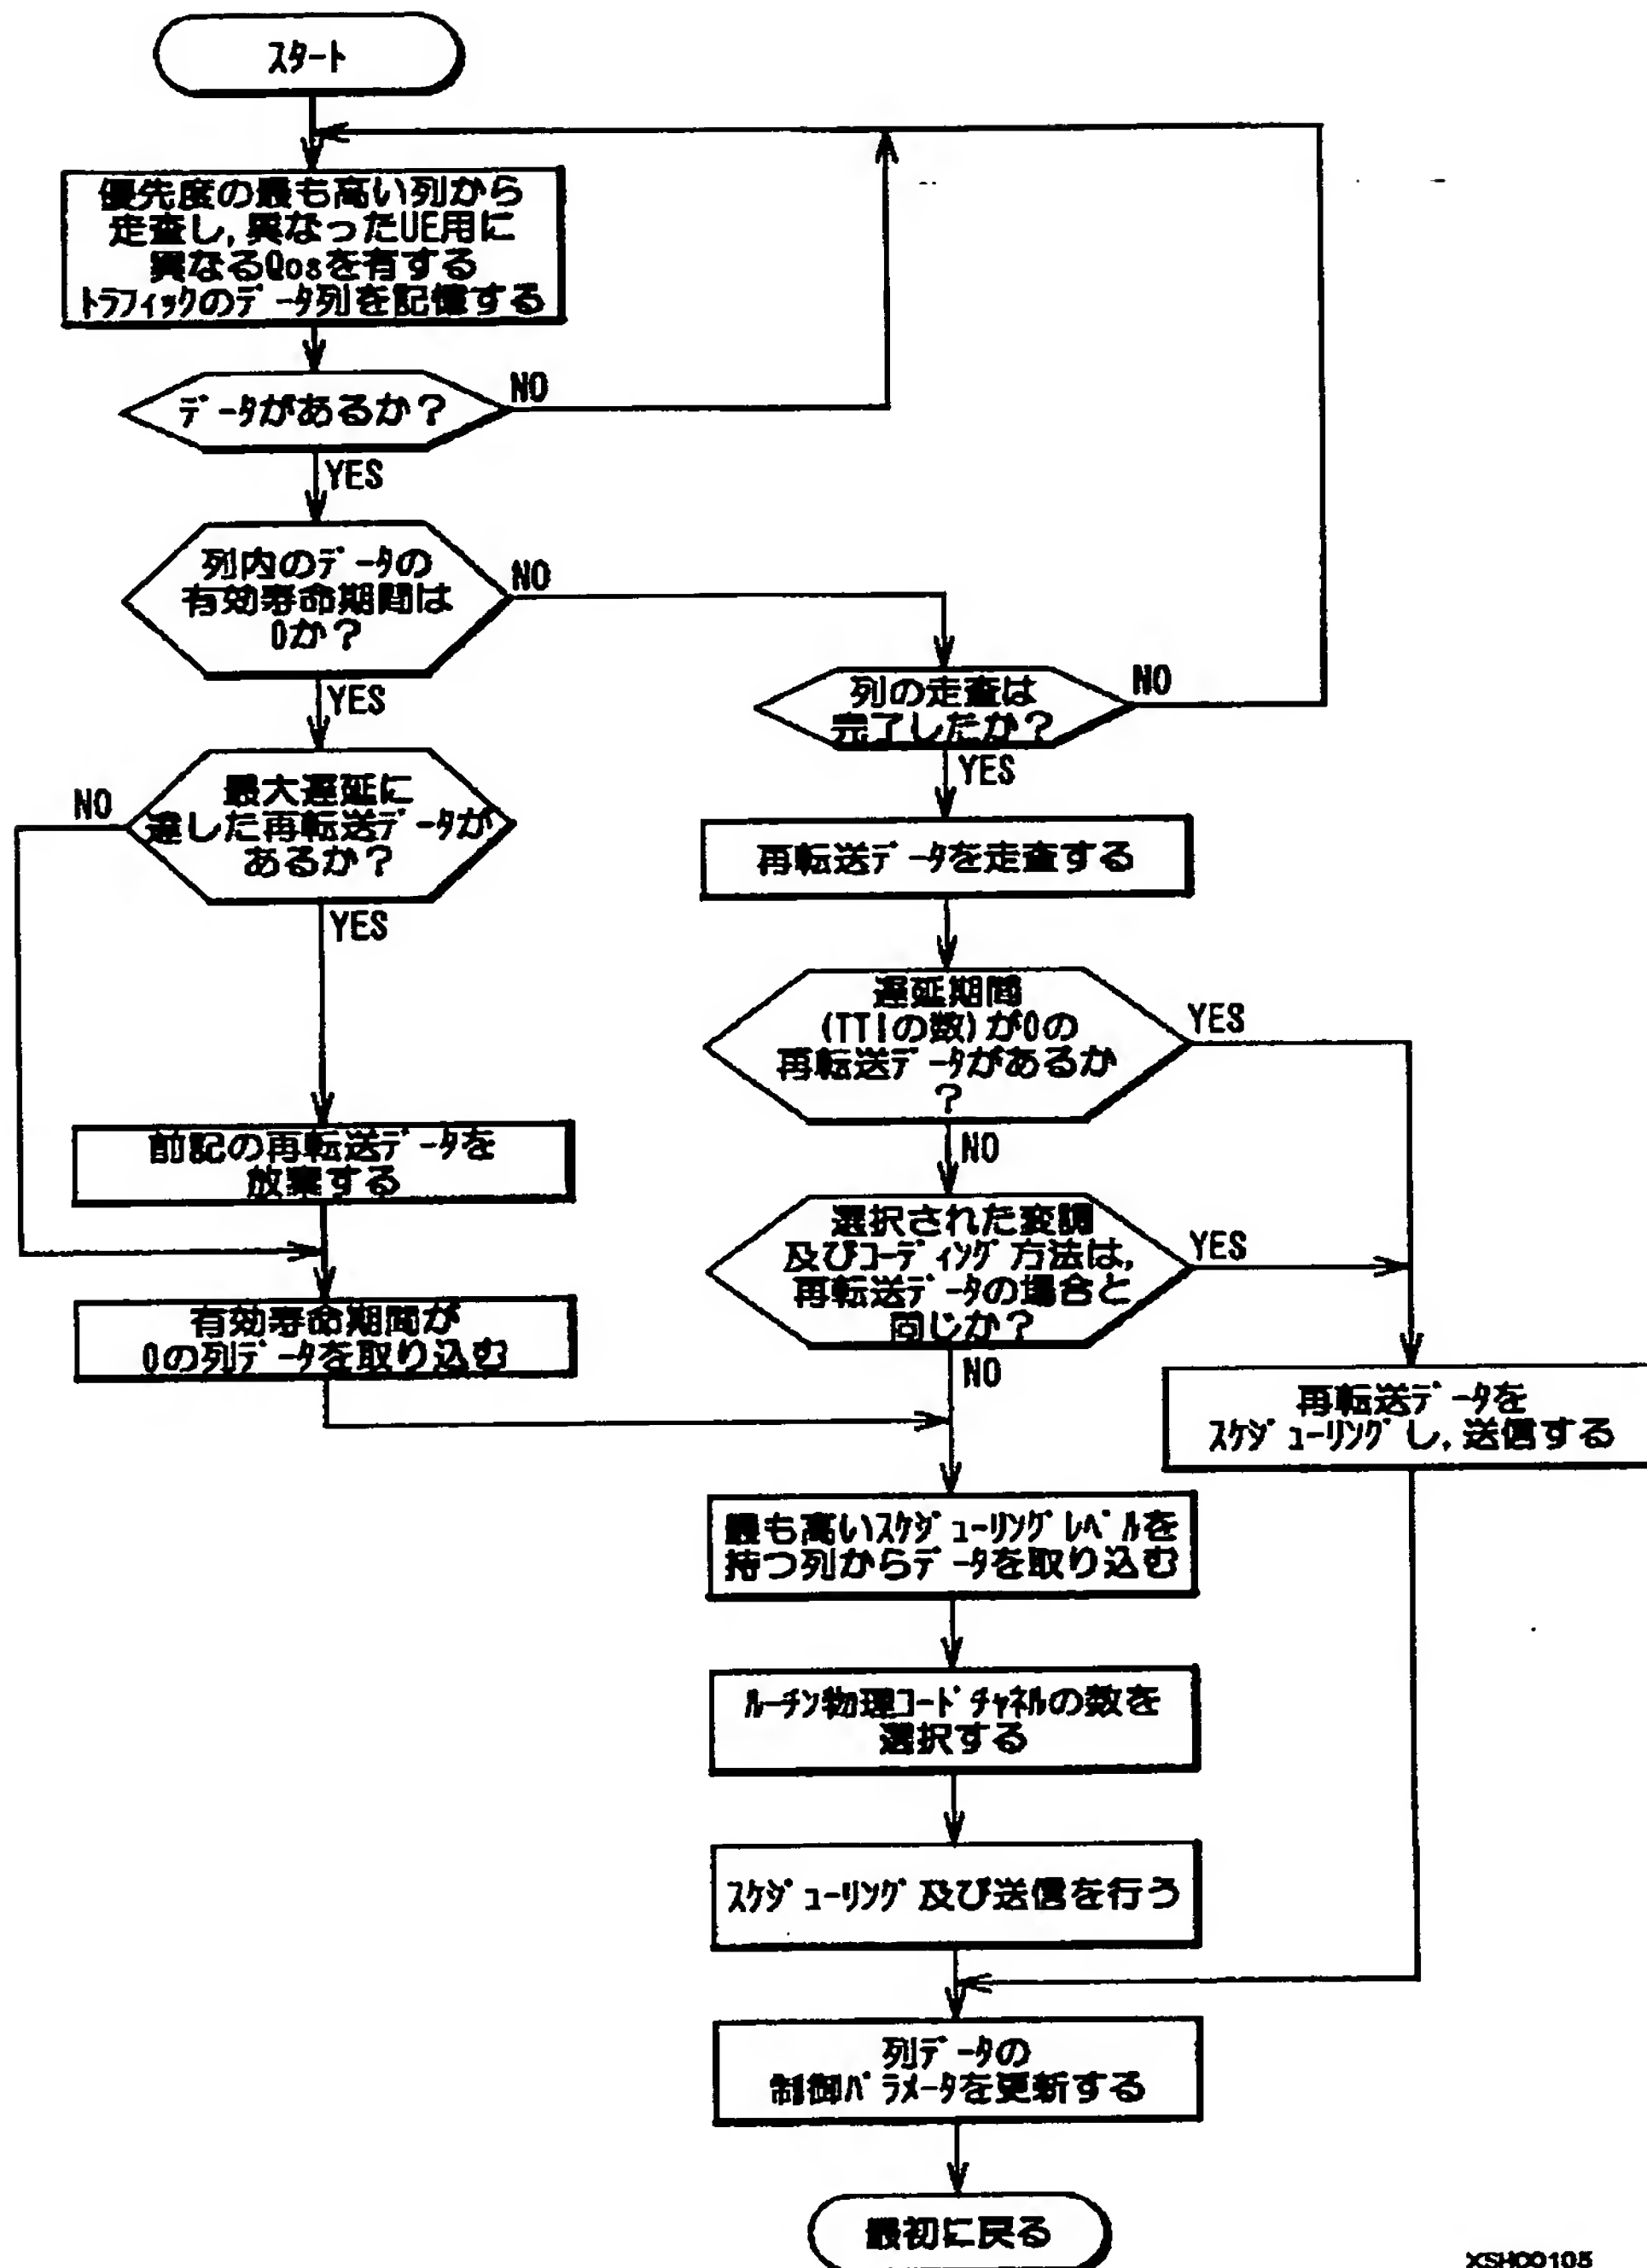 スタート
優先度の最も高い列から
走査し,異なったUE用に
異なるQosを有する
トラフィックのデータ列を記憶する
データがあるか?
NO
YES
列内のデータの
有効寿命期間は
0か?
NO
YES
列の走査は
完了したか?
NO
YES
最大遅延に
達した再転送データが
あるか?
NO
YES
再転送データを走査する
遅延期間
(TTIの数)が0の
再転送データがあるか
?
YES
NO
前記の再転送データを
放棄する
選択された変調
及びコーディング方法は,
再転送データの場合と
同じか?
YES
NO
有効寿命期間が
0の列データを取り込む
再転送データを
スケジューリングし,送信する
最も高いスケジューリングレベルを
持つ列からデータを取り込む
ルーチン物理コードチャネルの数を
選択する
スケジューリング及び送信を行う
列データの
制御パラメータを更新する
最初に戻る
XSHC0105